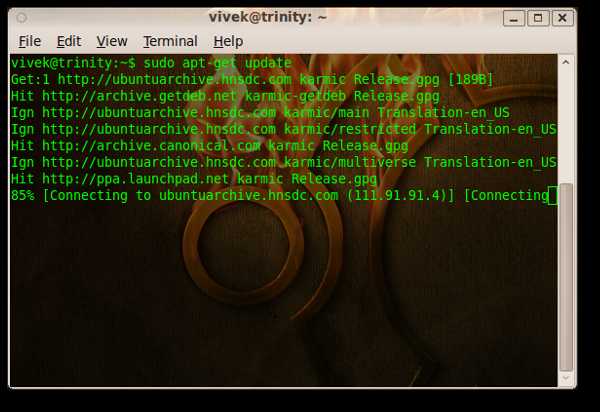 vivek@trinity: ~
File Edit View Terminal Help
vivek@trinity:~$ sudo apt-get update
Get:1 http://ubuntuarchive.hnsdc.com karmic Release.gpg [189B]
Hit http://archive.getdeb.net karmic-getdeb Release.gpg
Ign http://ubuntuarchive.hnsdc.com karmic/main Translation-en_US
Ign http://ubuntuarchive.hnsdc.com karmic/restricted Translation-en_US
Hit http://archive.canonical.com karmic Release.gpg
Ign http://ubuntuarchive.hnsdc.com karmic/multiverse Translation-en_US
Hit http://ppa.launchpad.net karmic Release.gpg
85% [Connecting to ubuntuarchive.hnsdc.com (111.91.91.4)] [Connecting